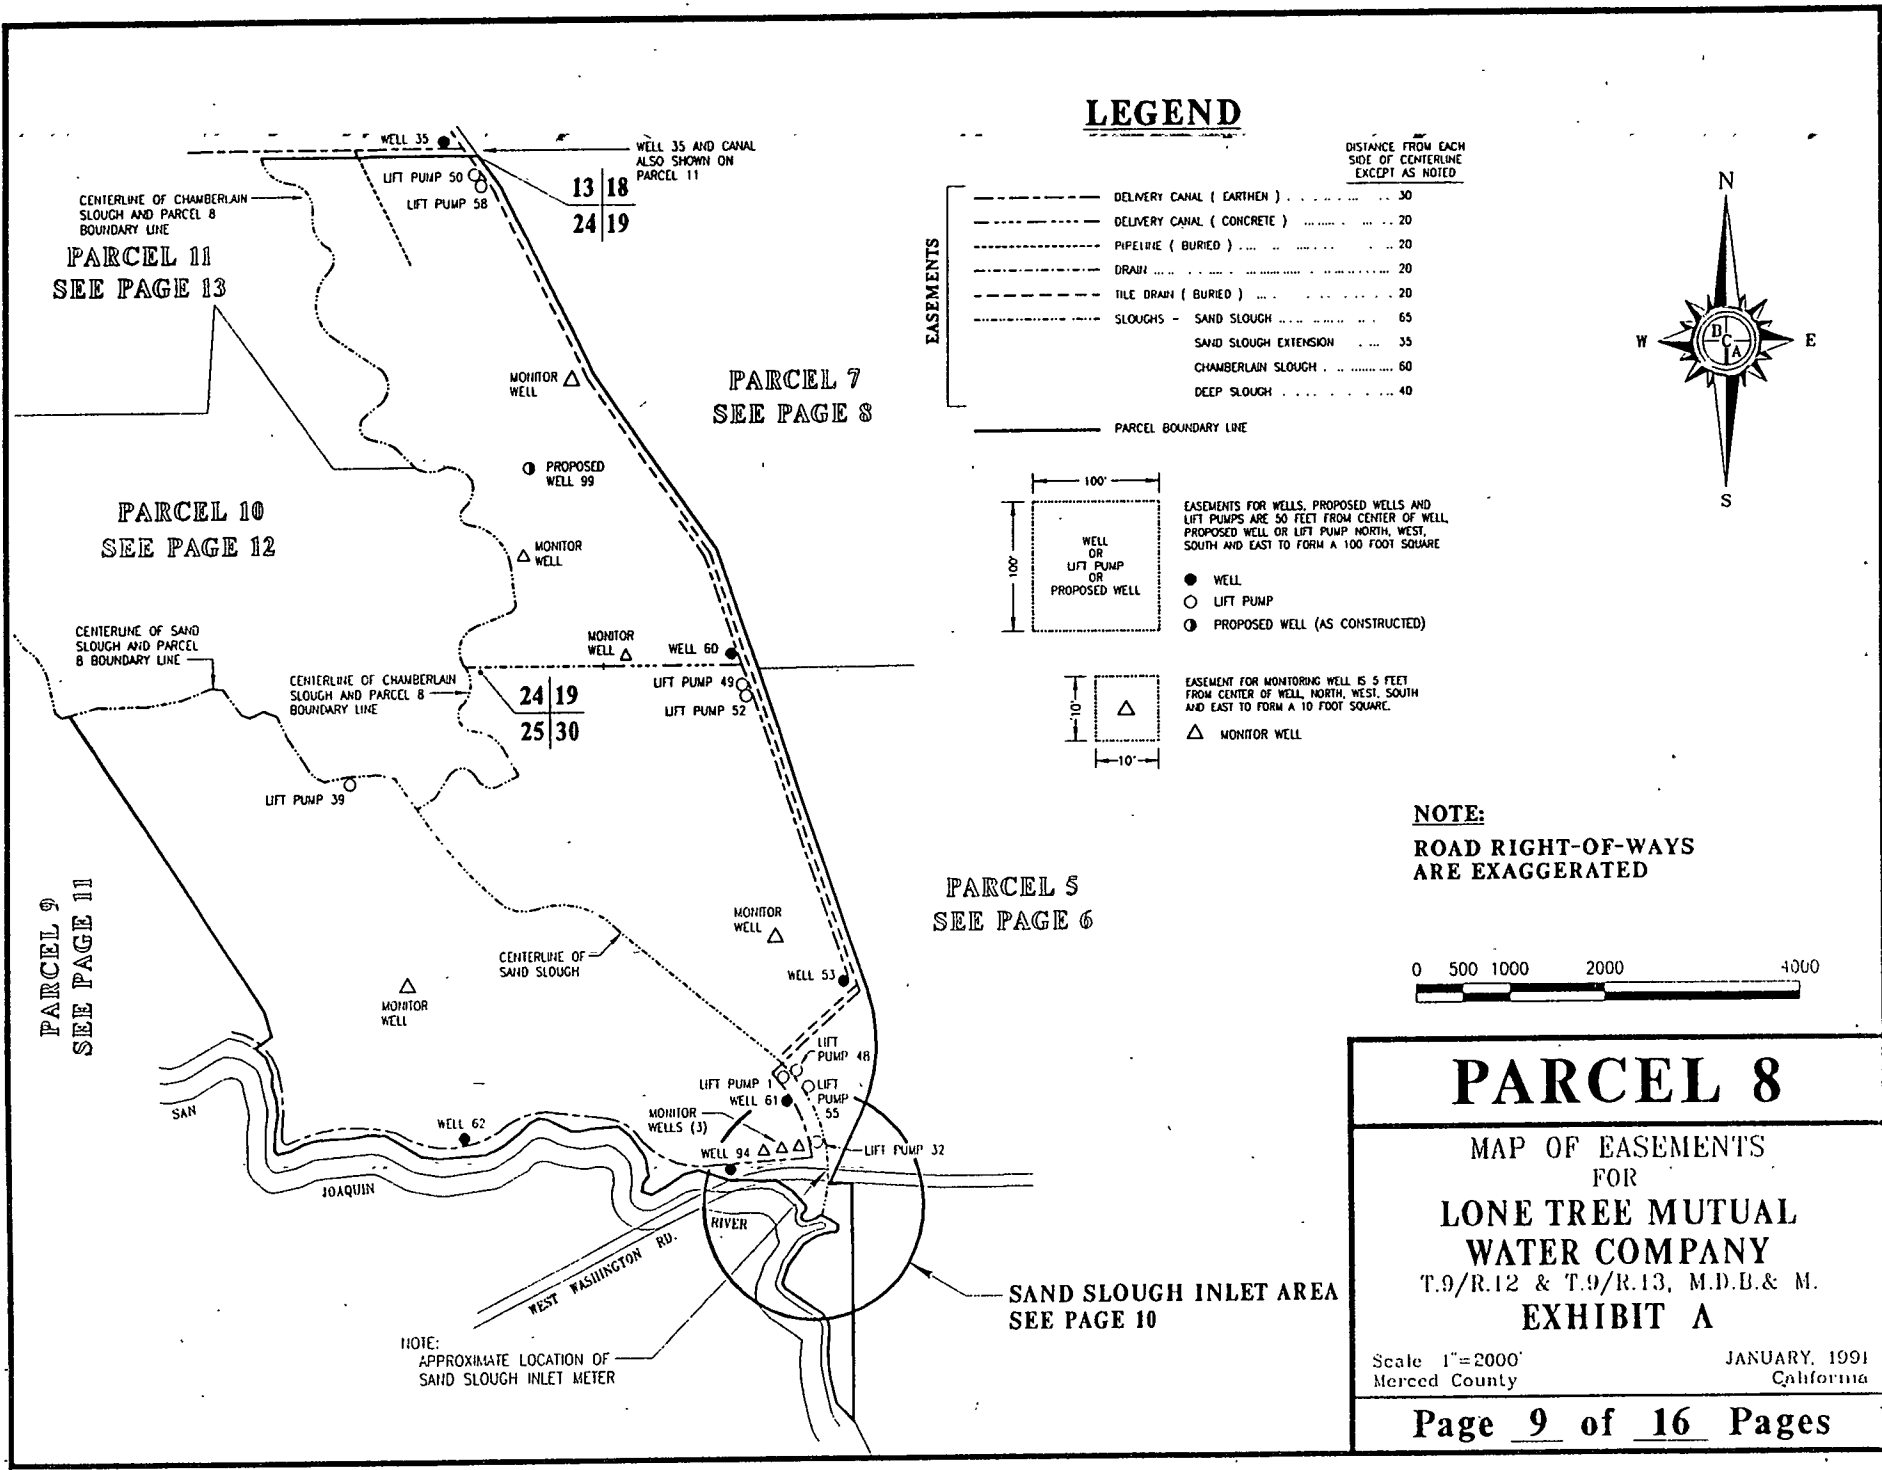 LEGEND
DISTANCE FROM EACH
SIDE OF CENTERLINE
EXCEPT AS NOTED
EASEMENTS
DELIVERY CANAL ( EARTHEN ) 30
DELIVERY CANAL ( CONCRETE ) 20
PIPELINE ( BURIED ) 20
DRAIN 20
TILE DRAIN ( BURIED ) 20
SLOUGHS - SAND SLOUGH 65
SAND SLOUGH EXTENSION 35
CHAMBERLAIN SLOUGH 60
DEEP SLOUGH 40
PARCEL BOUNDARY LINE
N
W
B
C
A
E
S
100'
100'
WELL
OR
LIFT PUMP
OR
PROPOSED WELL
EASEMENTS FOR WELLS, PROPOSED WELLS AND
LIFT PUMPS ARE 50 FEET FROM CENTER OF WELL,
PROPOSED WELL OR LIFT PUMP NORTH, WEST,
SOUTH AND EAST TO FORM A 100 FOOT SQUARE
WELL
LIFT PUMP
PROPOSED WELL (AS CONSTRUCTED)
10'
10'
EASEMENT FOR MONITORING WELL IS 5 FEET
FROM CENTER OF WELL, NORTH, WEST, SOUTH
AND EAST TO FORM A 10 FOOT SQUARE.
MONITOR WELL
WELL 35
WELL 35 AND CANAL
ALSO SHOWN ON
PARCEL 11
LIFT PUMP 50
LIFT PUMP 58
13 18
24 19
CENTERLINE OF CHAMBERLAIN
SLOUGH AND PARCEL 8
BOUNDARY LINE
PARCEL 11
SEE PAGE 13
MONITOR
WELL
PARCEL 7
SEE PAGE 8
PROPOSED
WELL 99
PARCEL 10
SEE PAGE 12
MONITOR
WELL
CENTERLINE OF SAND
SLOUGH AND PARCEL
8 BOUNDARY LINE
MONITOR
WELL
WELL 60
CENTERLINE OF CHAMBERLAIN
SLOUGH AND PARCEL 8
BOUNDARY LINE
24 19
25 30
LIFT PUMP 49
LIFT PUMP 52
LIFT PUMP 39
PARCEL 9
SEE PAGE 11
PARCEL 5
SEE PAGE 6
MONITOR
WELL
CENTERLINE OF
SAND SLOUGH
WELL 53
MONITOR
WELL
LIFT
PUMP 48
LIFT PUMP 1
LIFT
PUMP
55
WELL 61
MONITOR
WELLS (3)
WELL 62
WELL 94
LIFT PUMP 32
SAN
JOAQUIN
RIVER
WEST WASHINGTON RD.
SAND SLOUGH INLET AREA
SEE PAGE 10
NOTE:
APPROXIMATE LOCATION OF
SAND SLOUGH INLET METER
NOTE:
ROAD RIGHT-OF-WAYS
ARE EXAGGERATED
0 500 1000 2000 4000
PARCEL 8
MAP OF EASEMENTS
FOR
LONE TREE MUTUAL
WATER COMPANY
T.9/R.12 & T.9/R.13, M.D.B.& M.
EXHIBIT A
Scale 1"=2000' JANUARY, 1991
Merced County California
Page 9 of 16 Pages